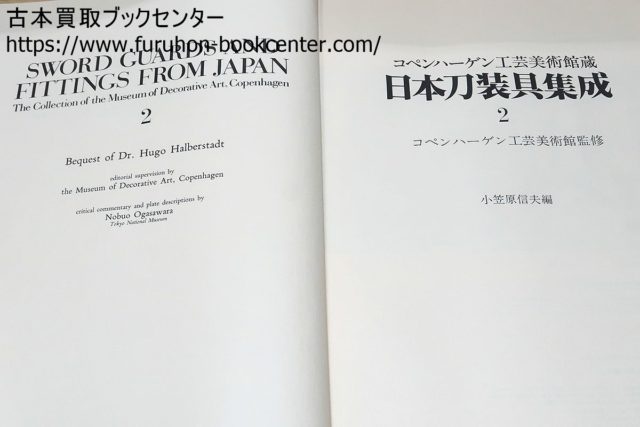 古本買取ブックセンター
https://www.furuhon-bookcenter.com/
SWORD GUARDS AND
FITTINGS FROM JAPAN
The Collection of the Museum of Decorative Art, Copenhagen
2
Bequest of Dr. Hugo Halberstadt
editorial supervision by
the Museum of Decorative Art, Copenhagen
critical commentary and plate descriptions by
Nobuo Ogasawara
Tokyo National Museum
コペンハーゲン工芸美術館蔵
日本刀装具集成
2
コペンハーゲン工芸美術館監修
小笠原信夫編